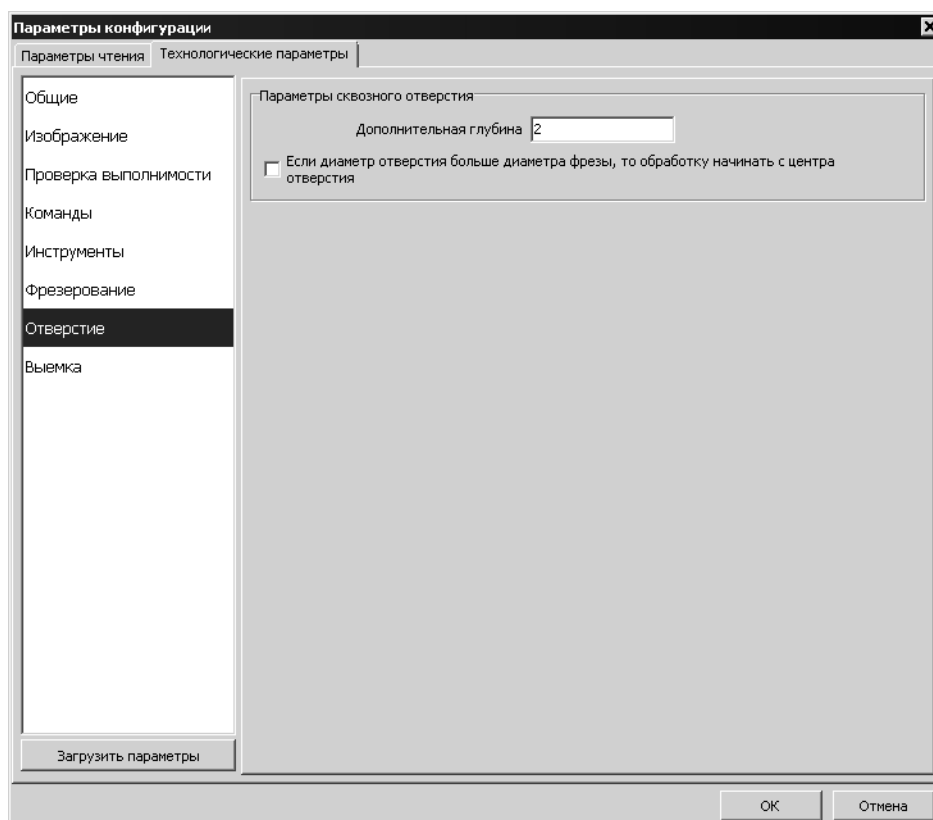 Параметры конфигурации
Параметры чтения
Технологические параметры
Общие
Изображение
Проверка выполнимости
Команды
Инструменты
Фрезерование
Отверстие
Выемка
Загрузить параметры
Параметры сквозного отверстия
Дополнительная глубина 2
Если диаметр отверстия больше диаметра фрезы, то обработку начинать с центра
отверстия
ОК
Отмена